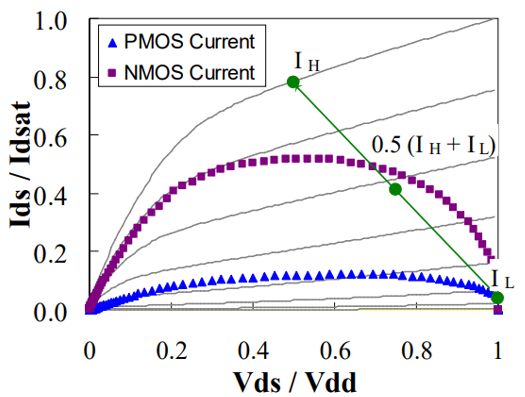 1.0
PMOS Current
NMOS Current
I H
0.8
0.5 (I H + I L)
0.6
Ids / Idsat
0.4
0.2
I L
0.0
0
0.2
0.4
0.6
0.8
1
Vds / Vdd